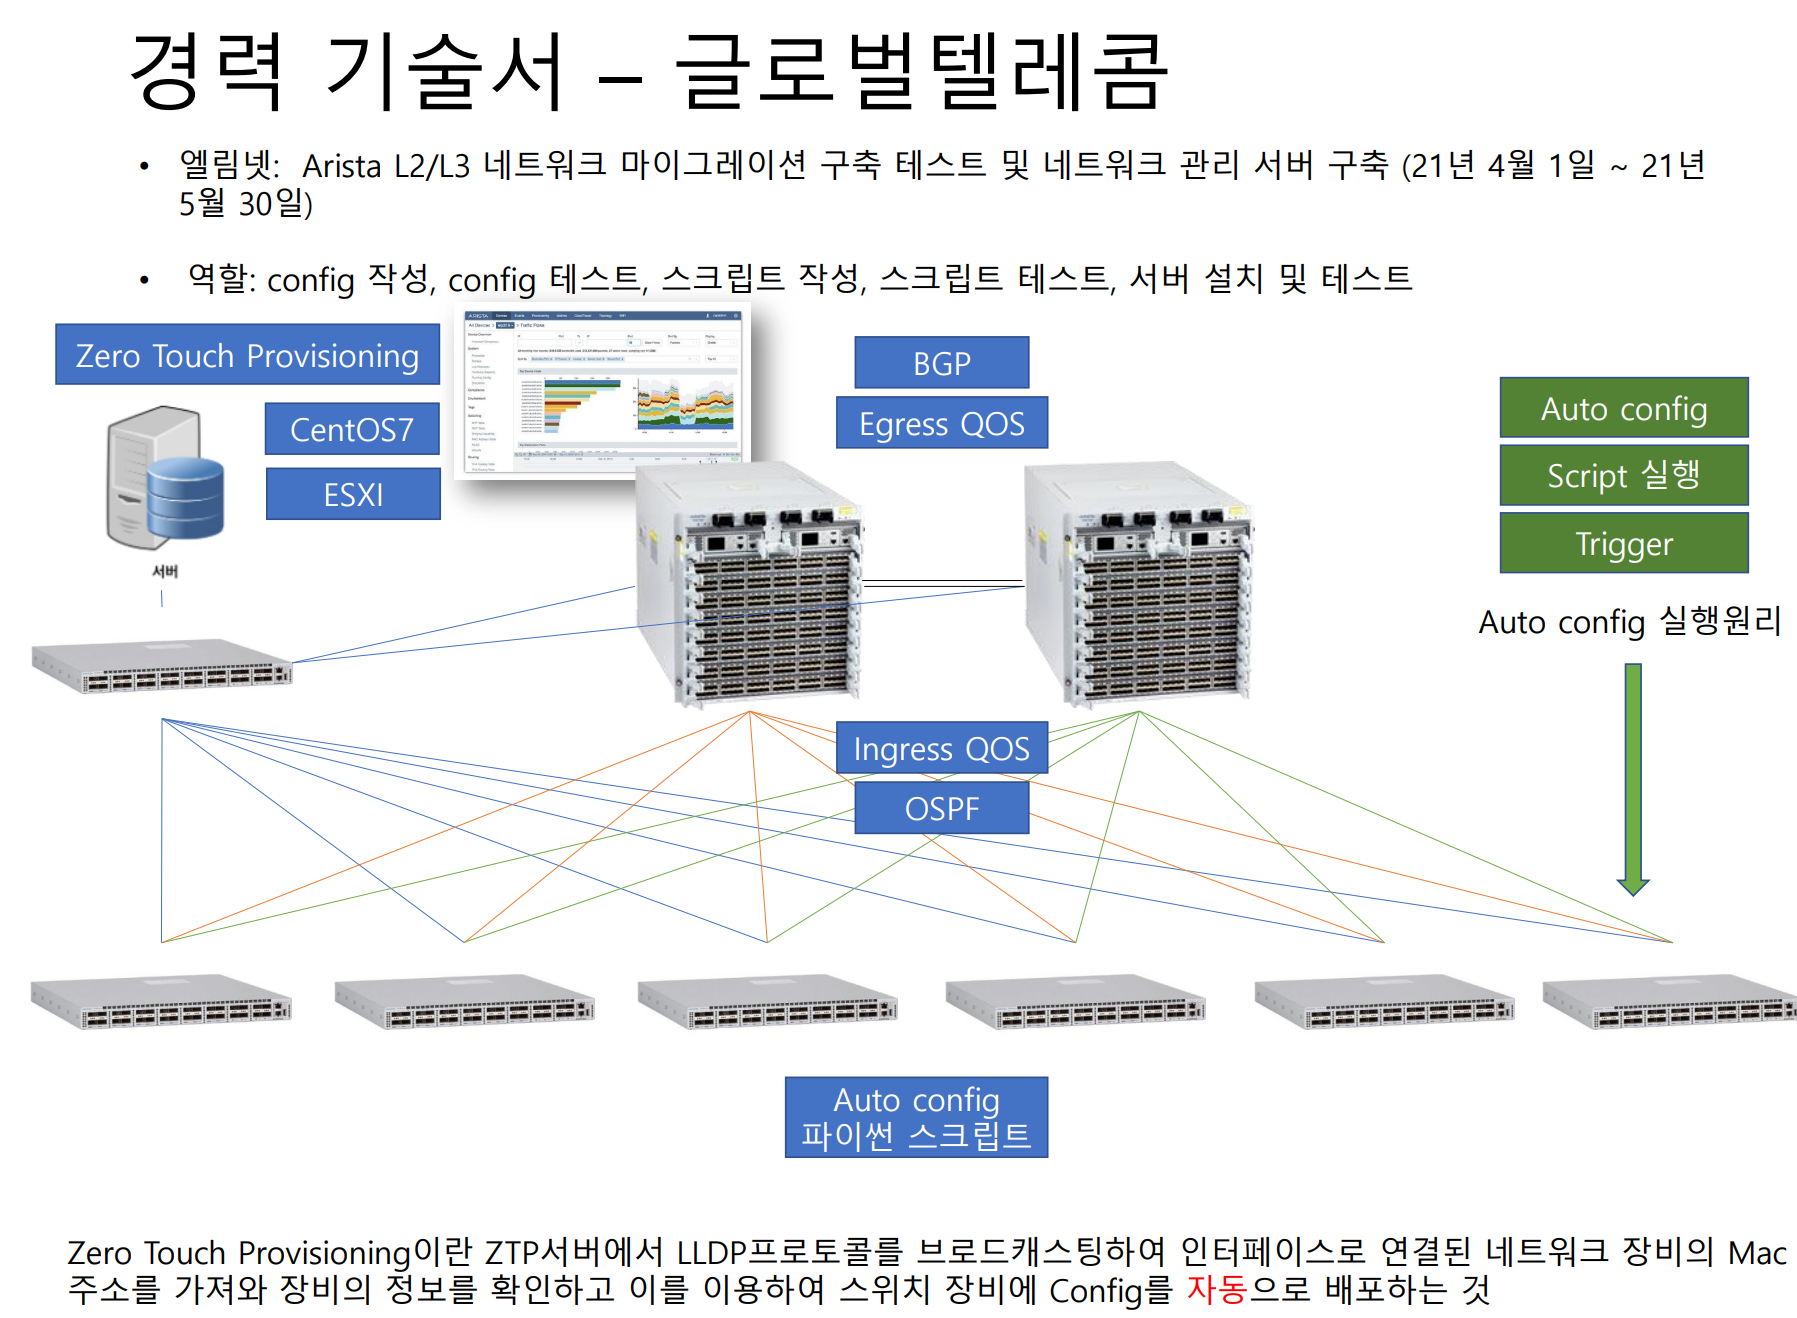 경력 기술서 – 글로벌텔레콤
• 엘림넷: Arista L2/L3 네트워크 마이그레이션 구축 테스트 및 네트워크 관리 서버 구축 (21년 4월 1일 ~ 21년
5월 30일)
• 역할: config 작성, config 테스트, 스크립트 작성, 스크립트 테스트, 서버 설치 및 테스트
Zero Touch Provisioning
CentOS7
ESXI
서버
ARISTA
BGP
Egress QOS
Auto config
Script 실행
Trigger
Auto config 실행원리
Ingress QOS
OSPF
Auto config
파이썬 스크립트
Zero Touch Provisioning이란 ZTP서버에서 LLDP프로토콜를 브로드캐스팅하여 인터페이스로 연결된 네트워크 장비의 Mac
주소를 가져와 장비의 정보를 확인하고 이를 이용하여 스위치 장비에 Config를 자동으로 배포하는 것